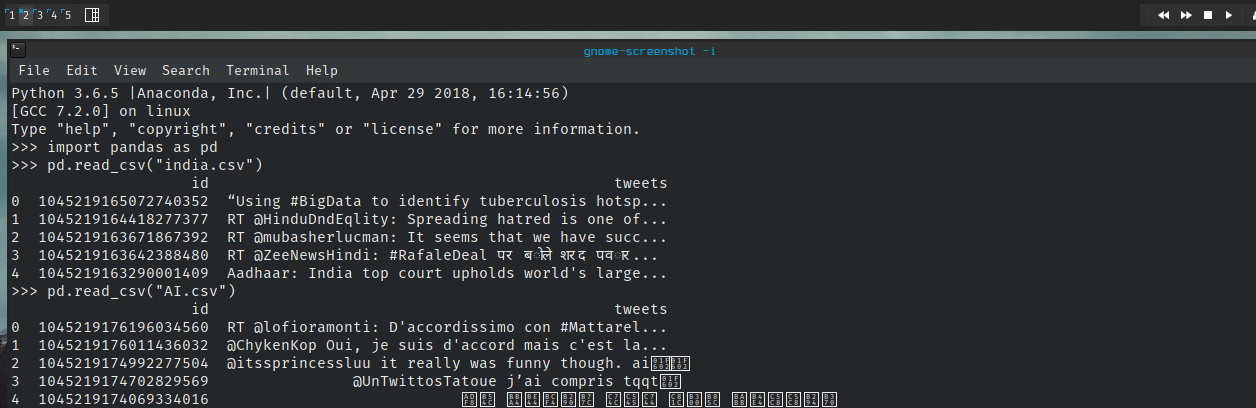 1 2 3 4 5
gnome-screenshot -i
File Edit View Search Terminal Help
Python 3.6.5 |Anaconda, Inc.| (default, Apr 29 2018, 16:14:56)
[GCC 7.2.0] on linux
Type "help", "copyright", "credits" or "license" for more information.
>>> import pandas as pd
>>> pd.read_csv("india.csv")
id tweets
0 1045219165072740352 “Using #BigData to identify tuberculosis hotsp...
1 1045219164418277377 RT @HinduDndEqlity: Spreading hatred is one of...
2 1045219163671867392 RT @mubasherlucman: It seems that we have succ...
3 1045219163642388480 RT @ZeeNewsHindi: #RafaleDeal पर बोले शरद पवार...
4 1045219163290001409 Aadhaar: India top court upholds world's large...
>>> pd.read_csv("AI.csv")
id tweets
0 1045219176196034560 RT @lofioramonti: D'accordissimo con #Mattarel...
1 1045219176011436032 @ChykenKop Oui, je suis d'accord mais c'est la...
2 1045219174992277504 @itssprincessluu it really was funny though. ai
3 1045219174702829569 @UnTwittosTatoue j’ai compris tqqt
4 1045219174069334016